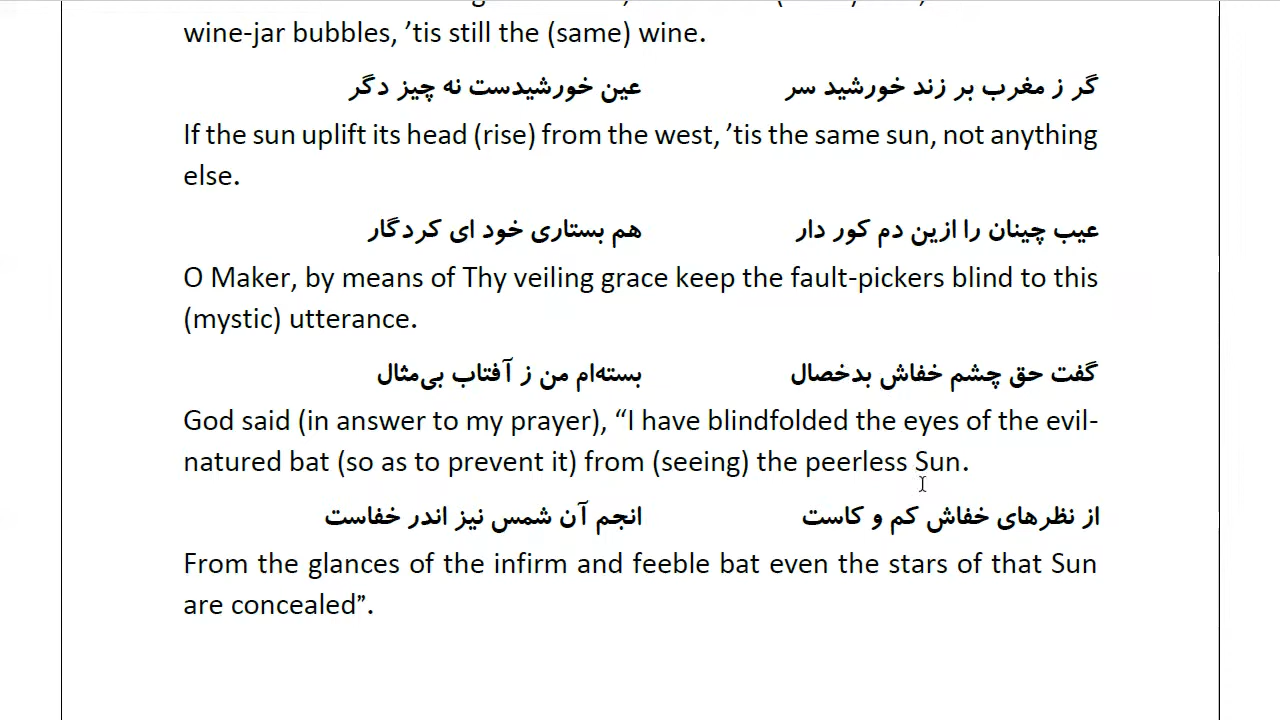 wine-jar bubbles, ’tis still the (same) wine.
گر ز مغرب بر زند خورشید سر عین خورشیدست نه چیز دگر
If the sun uplift its head (rise) from the west, ’tis the same sun, not anything
else.
عیب چینان را ازین دم کور دار هم بستاری خود ای کردگار
O Maker, by means of Thy veiling grace keep the fault-pickers blind to this
(mystic) utterance.
گفت حق چشم خفاش بدخصال بسته‌ام من ز آفتاب بی‌مثال
God said (in answer to my prayer), “I have blindfolded the eyes of the evil-
natured bat (so as to prevent it) from (seeing) the peerless Sun.
از نظرهای خفاش کم و کاست انجم آن شمس نیز اندر خفاست
From the glances of the infirm and feeble bat even the stars of that Sun
are concealed”.